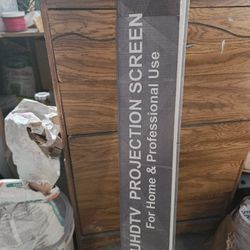 UHDTV PROJECTION SCREEN
For Home & Professional Use